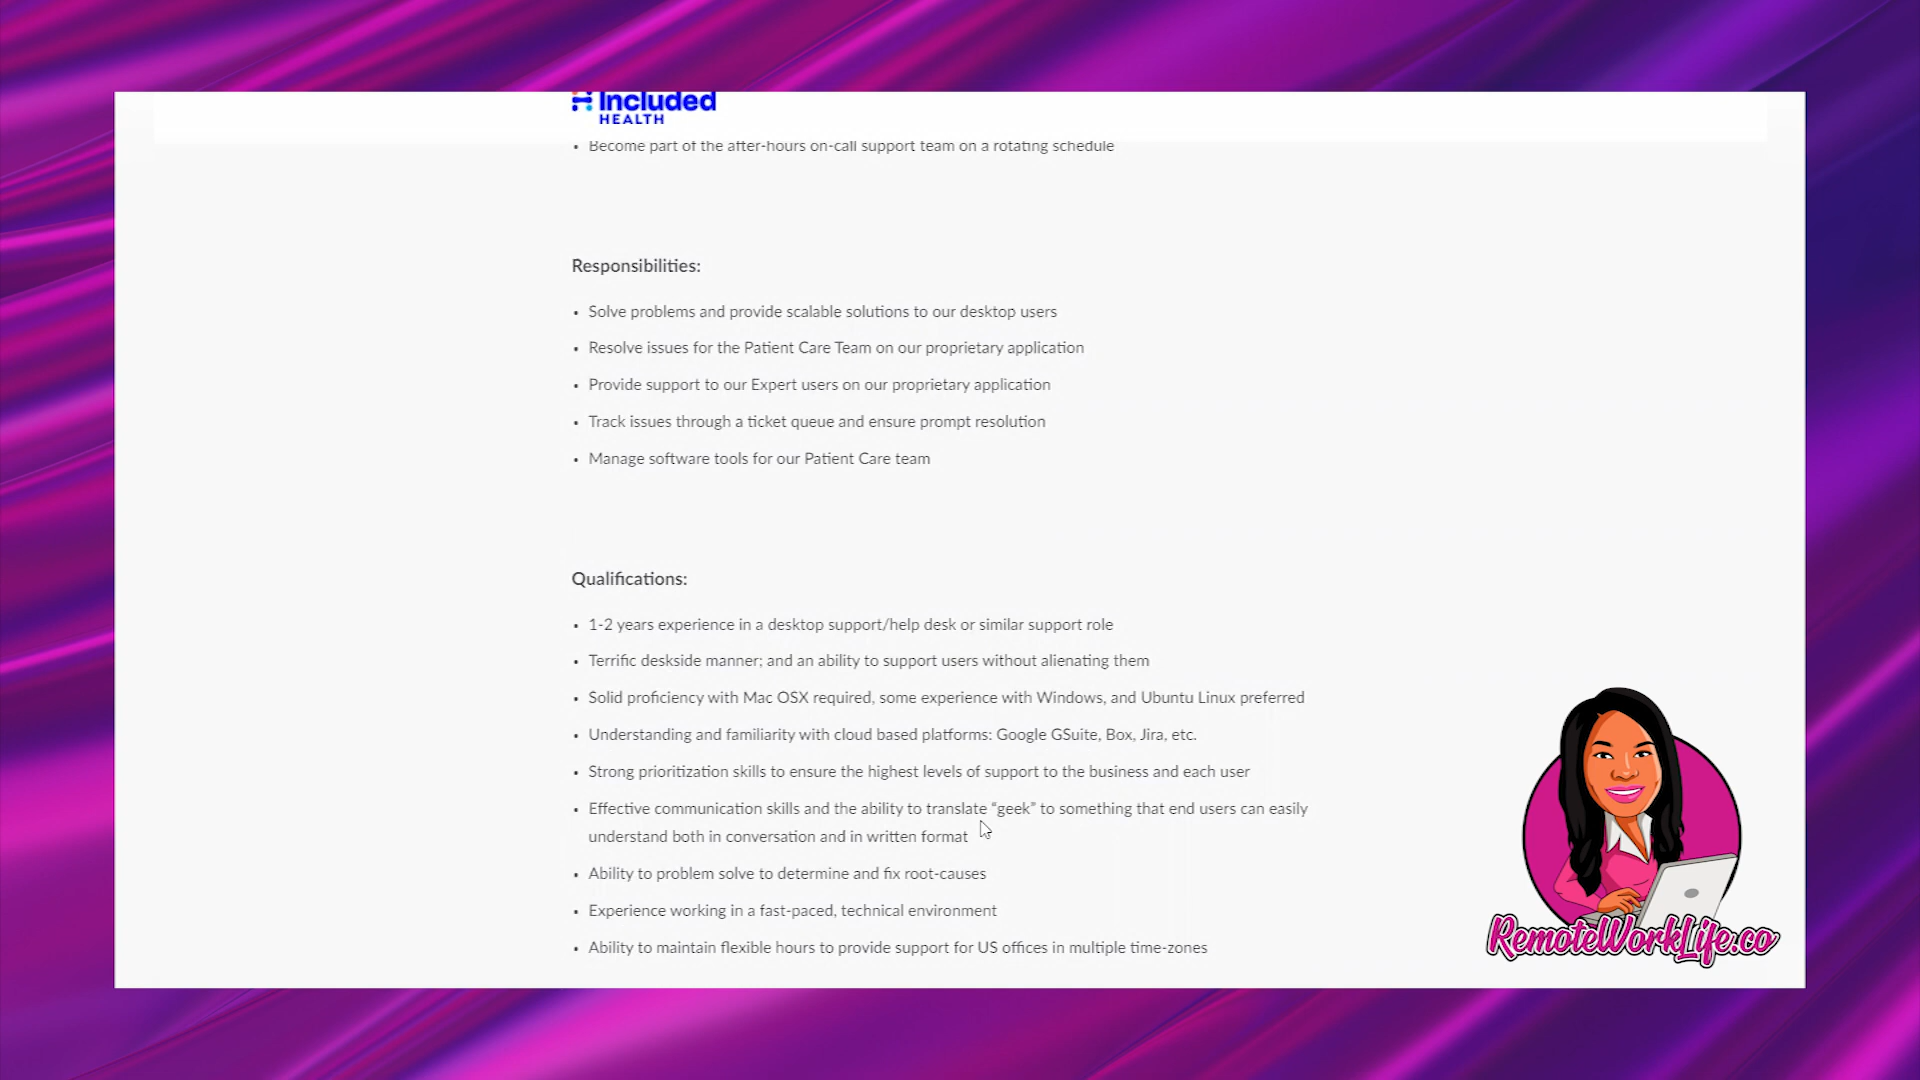 Included
HEALTH
• Become part of the after-hours on-call support team on a rotating schedule
Responsibilities:
• Solve problems and provide scalable solutions to our desktop users
• Resolve issues for the Patient Care Team on our proprietary application
• Provide support to our Expert users on our proprietary application
• Track issues through a ticket queue and ensure prompt resolution
• Manage software tools for our Patient Care team
Qualifications:
• 1-2 years experience in a desktop support/help desk or similar support role
• Terrific deskside manner; and an ability to support users without alienating them
• Solid proficiency with Mac OSX required, some experience with Windows, and Ubuntu Linux preferred
• Understanding and familiarity with cloud based platforms: Google GSuite, Box, Jira, etc.
• Strong prioritization skills to ensure the highest levels of support to the business and each user
• Effective communication skills and the ability to translate “geek” to something that end users can easily
understand both in conversation and in written format
• Ability to problem solve to determine and fix root-causes
• Experience working in a fast-paced, technical environment
• Ability to maintain flexible hours to provide support for US offices in multiple time-zones
RemoteWorkLife.co